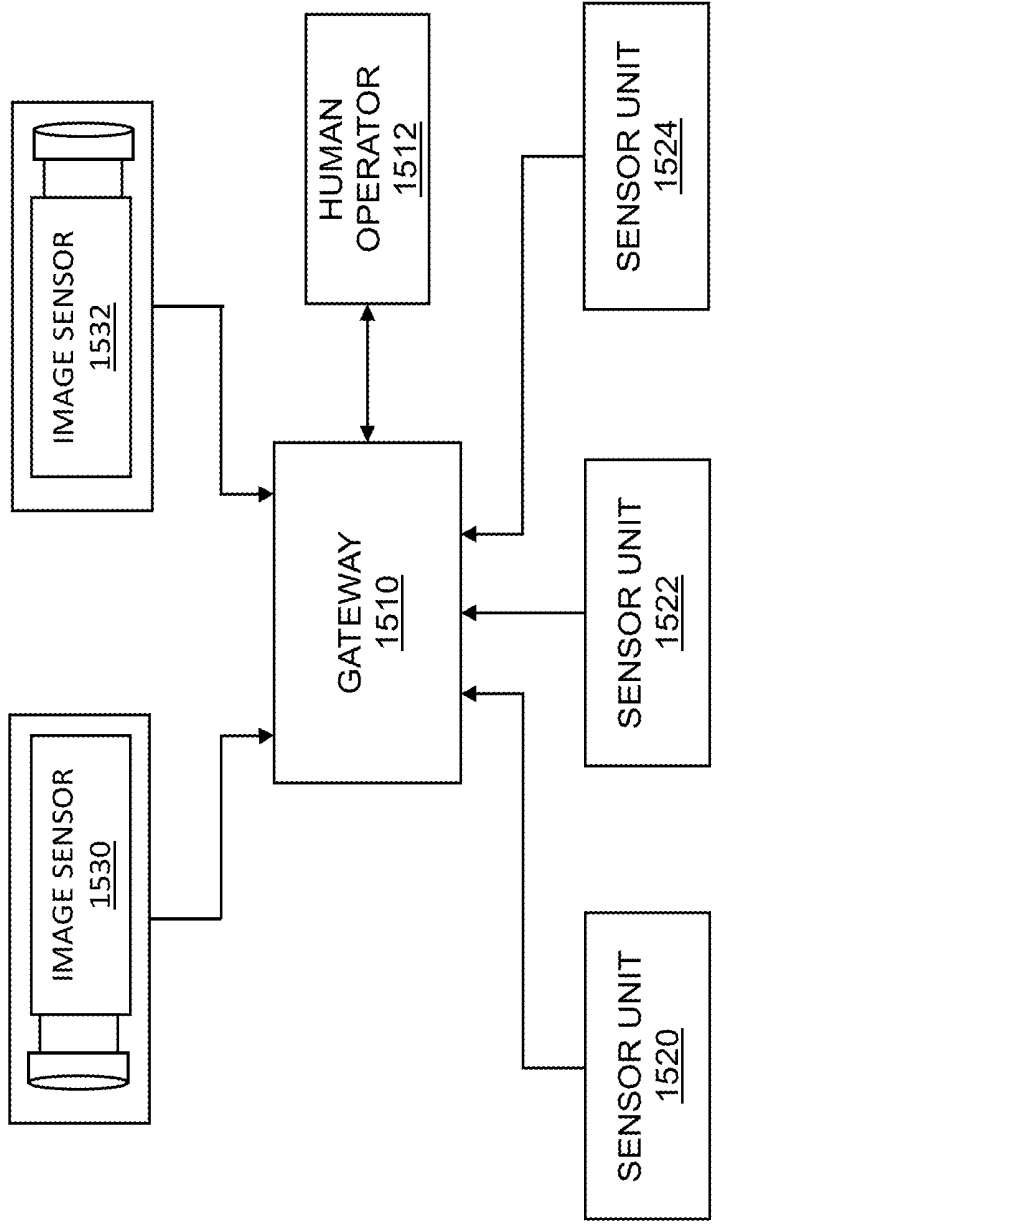 IMAGE SENSOR
1530
IMAGE SENSOR
1532
GATEWAY
1510
HUMAN
OPERATOR
1512
SENSOR UNIT
1520
SENSOR UNIT
1522
SENSOR UNIT
1524